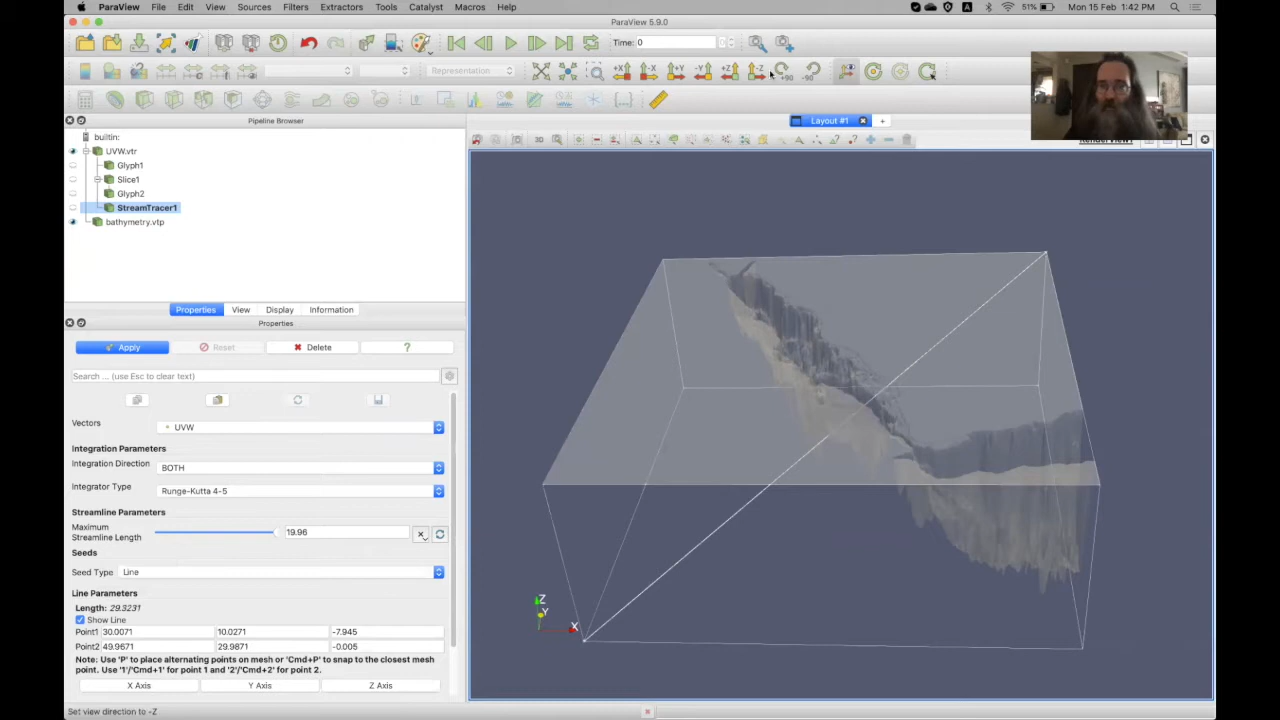 ParaView File Edit View Sources Filters Extractors Tools Catalyst Macros Help
51% Mon 15 Feb 1:42 PM
ParaView 5.9.0
Time: 0
Representation
+X -X +Y -Y +Z -Z +90 -90
Pipeline Browser
Layout #1
+
builtin:
3D
RenderView1
UVW.vtr
Glyph1
Slice1
Glyph2
StreamTracer1
bathymetry.vtp
Properties View Display Information
Properties
Apply Reset Delete ?
Search ... (use Esc to clear text)
Vectors UVW
Integration Parameters
Integration Direction BOTH
Integrator Type Runge-Kutta 4-5
Streamline Parameters
Maximum
Streamline Length 19.96
Seeds
Seed Type Line
Line Parameters
Length: 29.3231
Show Line
Point1 30.0071 10.0271 -7.945
Point2 49.9671 29.9871 -0.005
Note: Use 'P' to place alternating points on mesh or 'Cmd+P' to snap to the closest mesh
point. Use '1'/'Cmd+1' for point 1 and '2'/'Cmd+2' for point 2.
X Axis Y Axis Z Axis
Z
Y
X
Set view direction to -Z